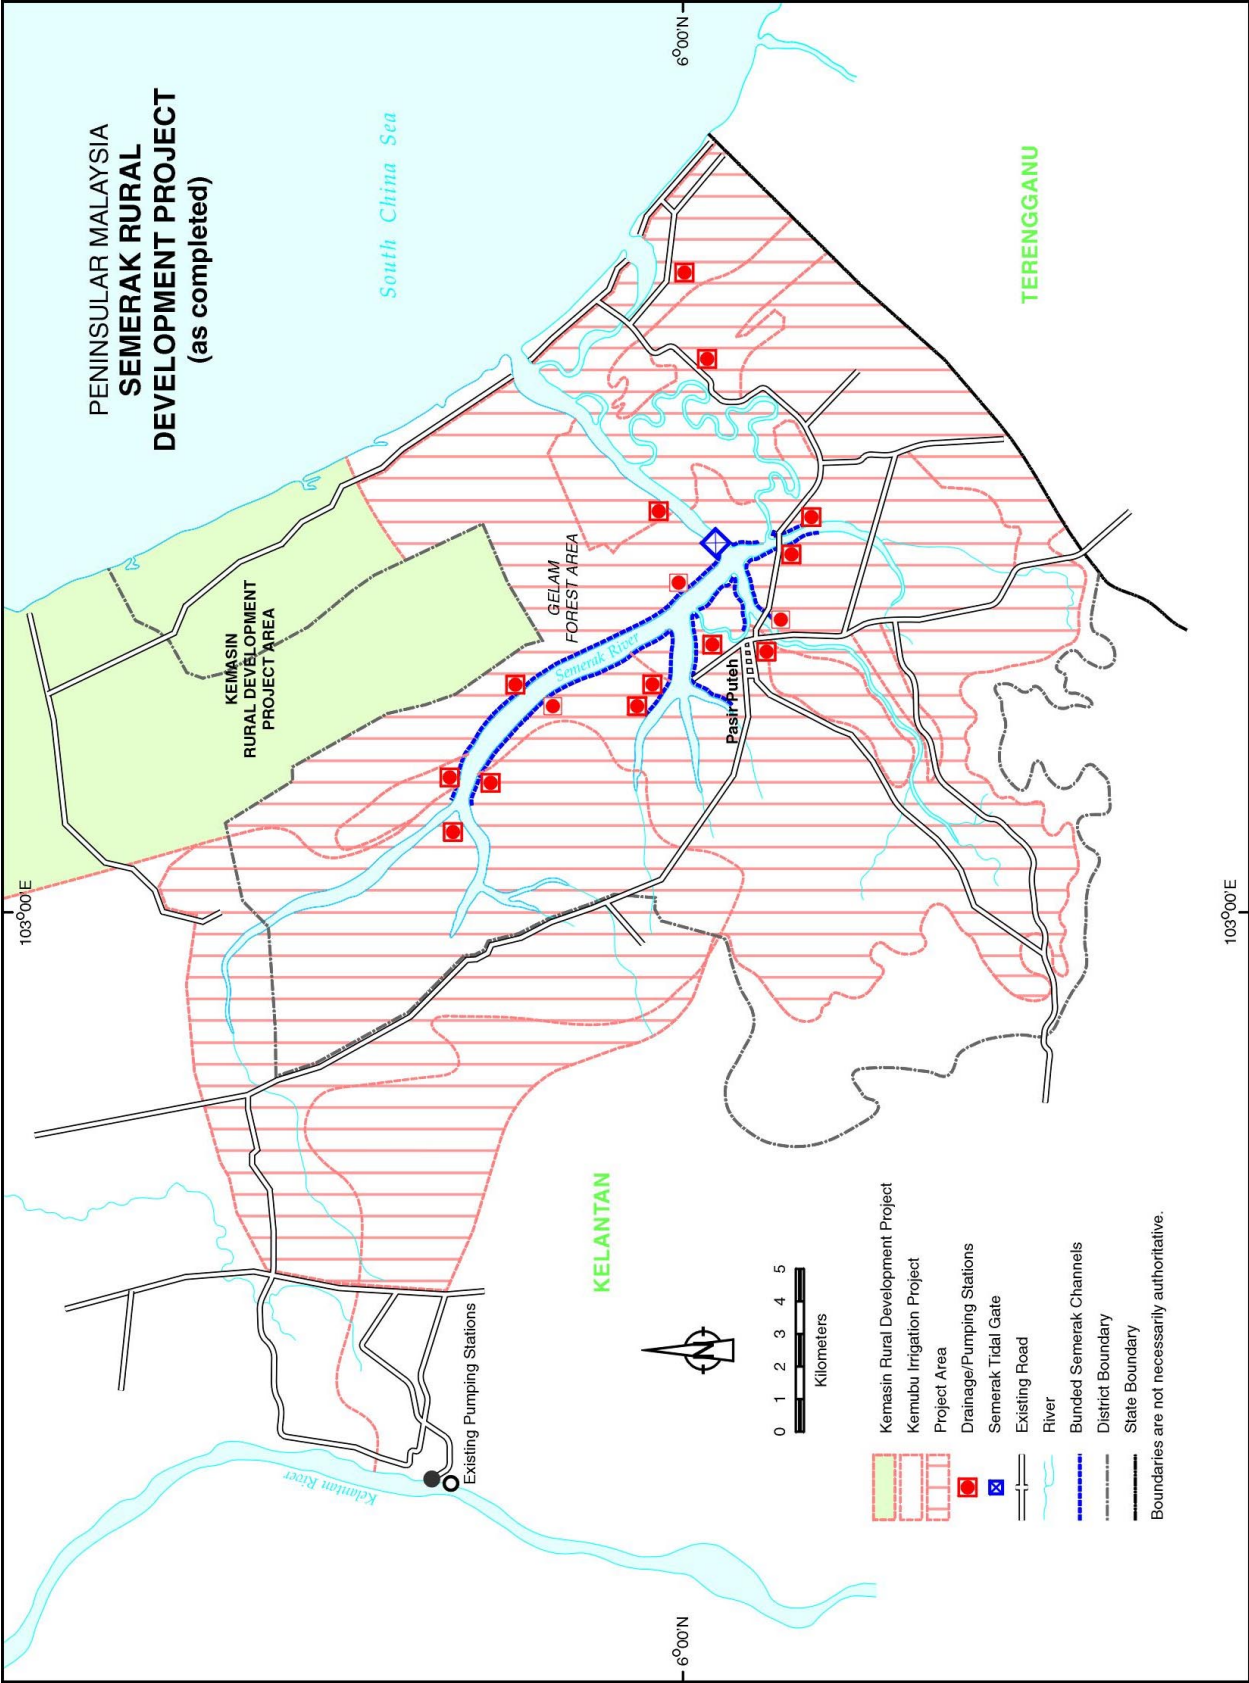 PENINSULAR MALAYSIA
SEMERAK RURAL
DEVELOPMENT PROJECT
(as completed)
103°00'E
6°00'N
South China Sea
KEMASIN
RURAL DEVELOPMENT
PROJECT AREA
GELAM
FOREST AREA
Semerak River
Pasir Puteh
TERENGGANU
KELANTAN
Kelantam River
Existing Pumping Stations
N
0 1 2 3 4 5
Kilometers
Kemasin Rural Development Project
Kemubu Irrigation Project
Project Area
Drainage/Pumping Stations
Semerak Tidal Gate
Existing Road
River
Bunded Semerak Channels
District Boundary
State Boundary
Boundaries are not necessarily authoritative.
6°00'N
103°00'E